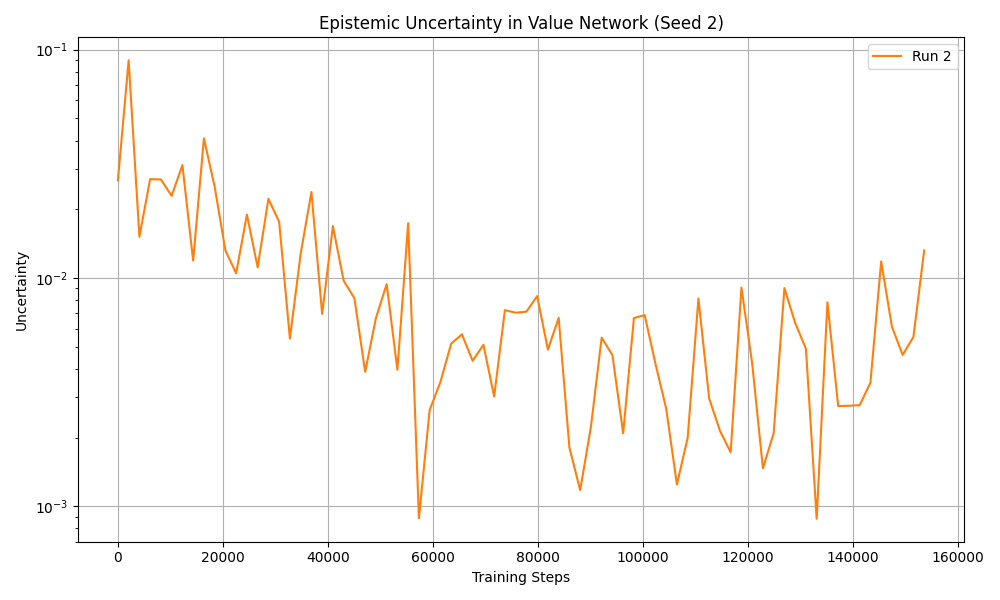 Epistemic Uncertainty in Value Network (Seed 2)
Run 2
Uncertainty
10⁻¹
10⁻²
10⁻³
0 20000 40000 60000 80000 100000 120000 140000 160000
Training Steps